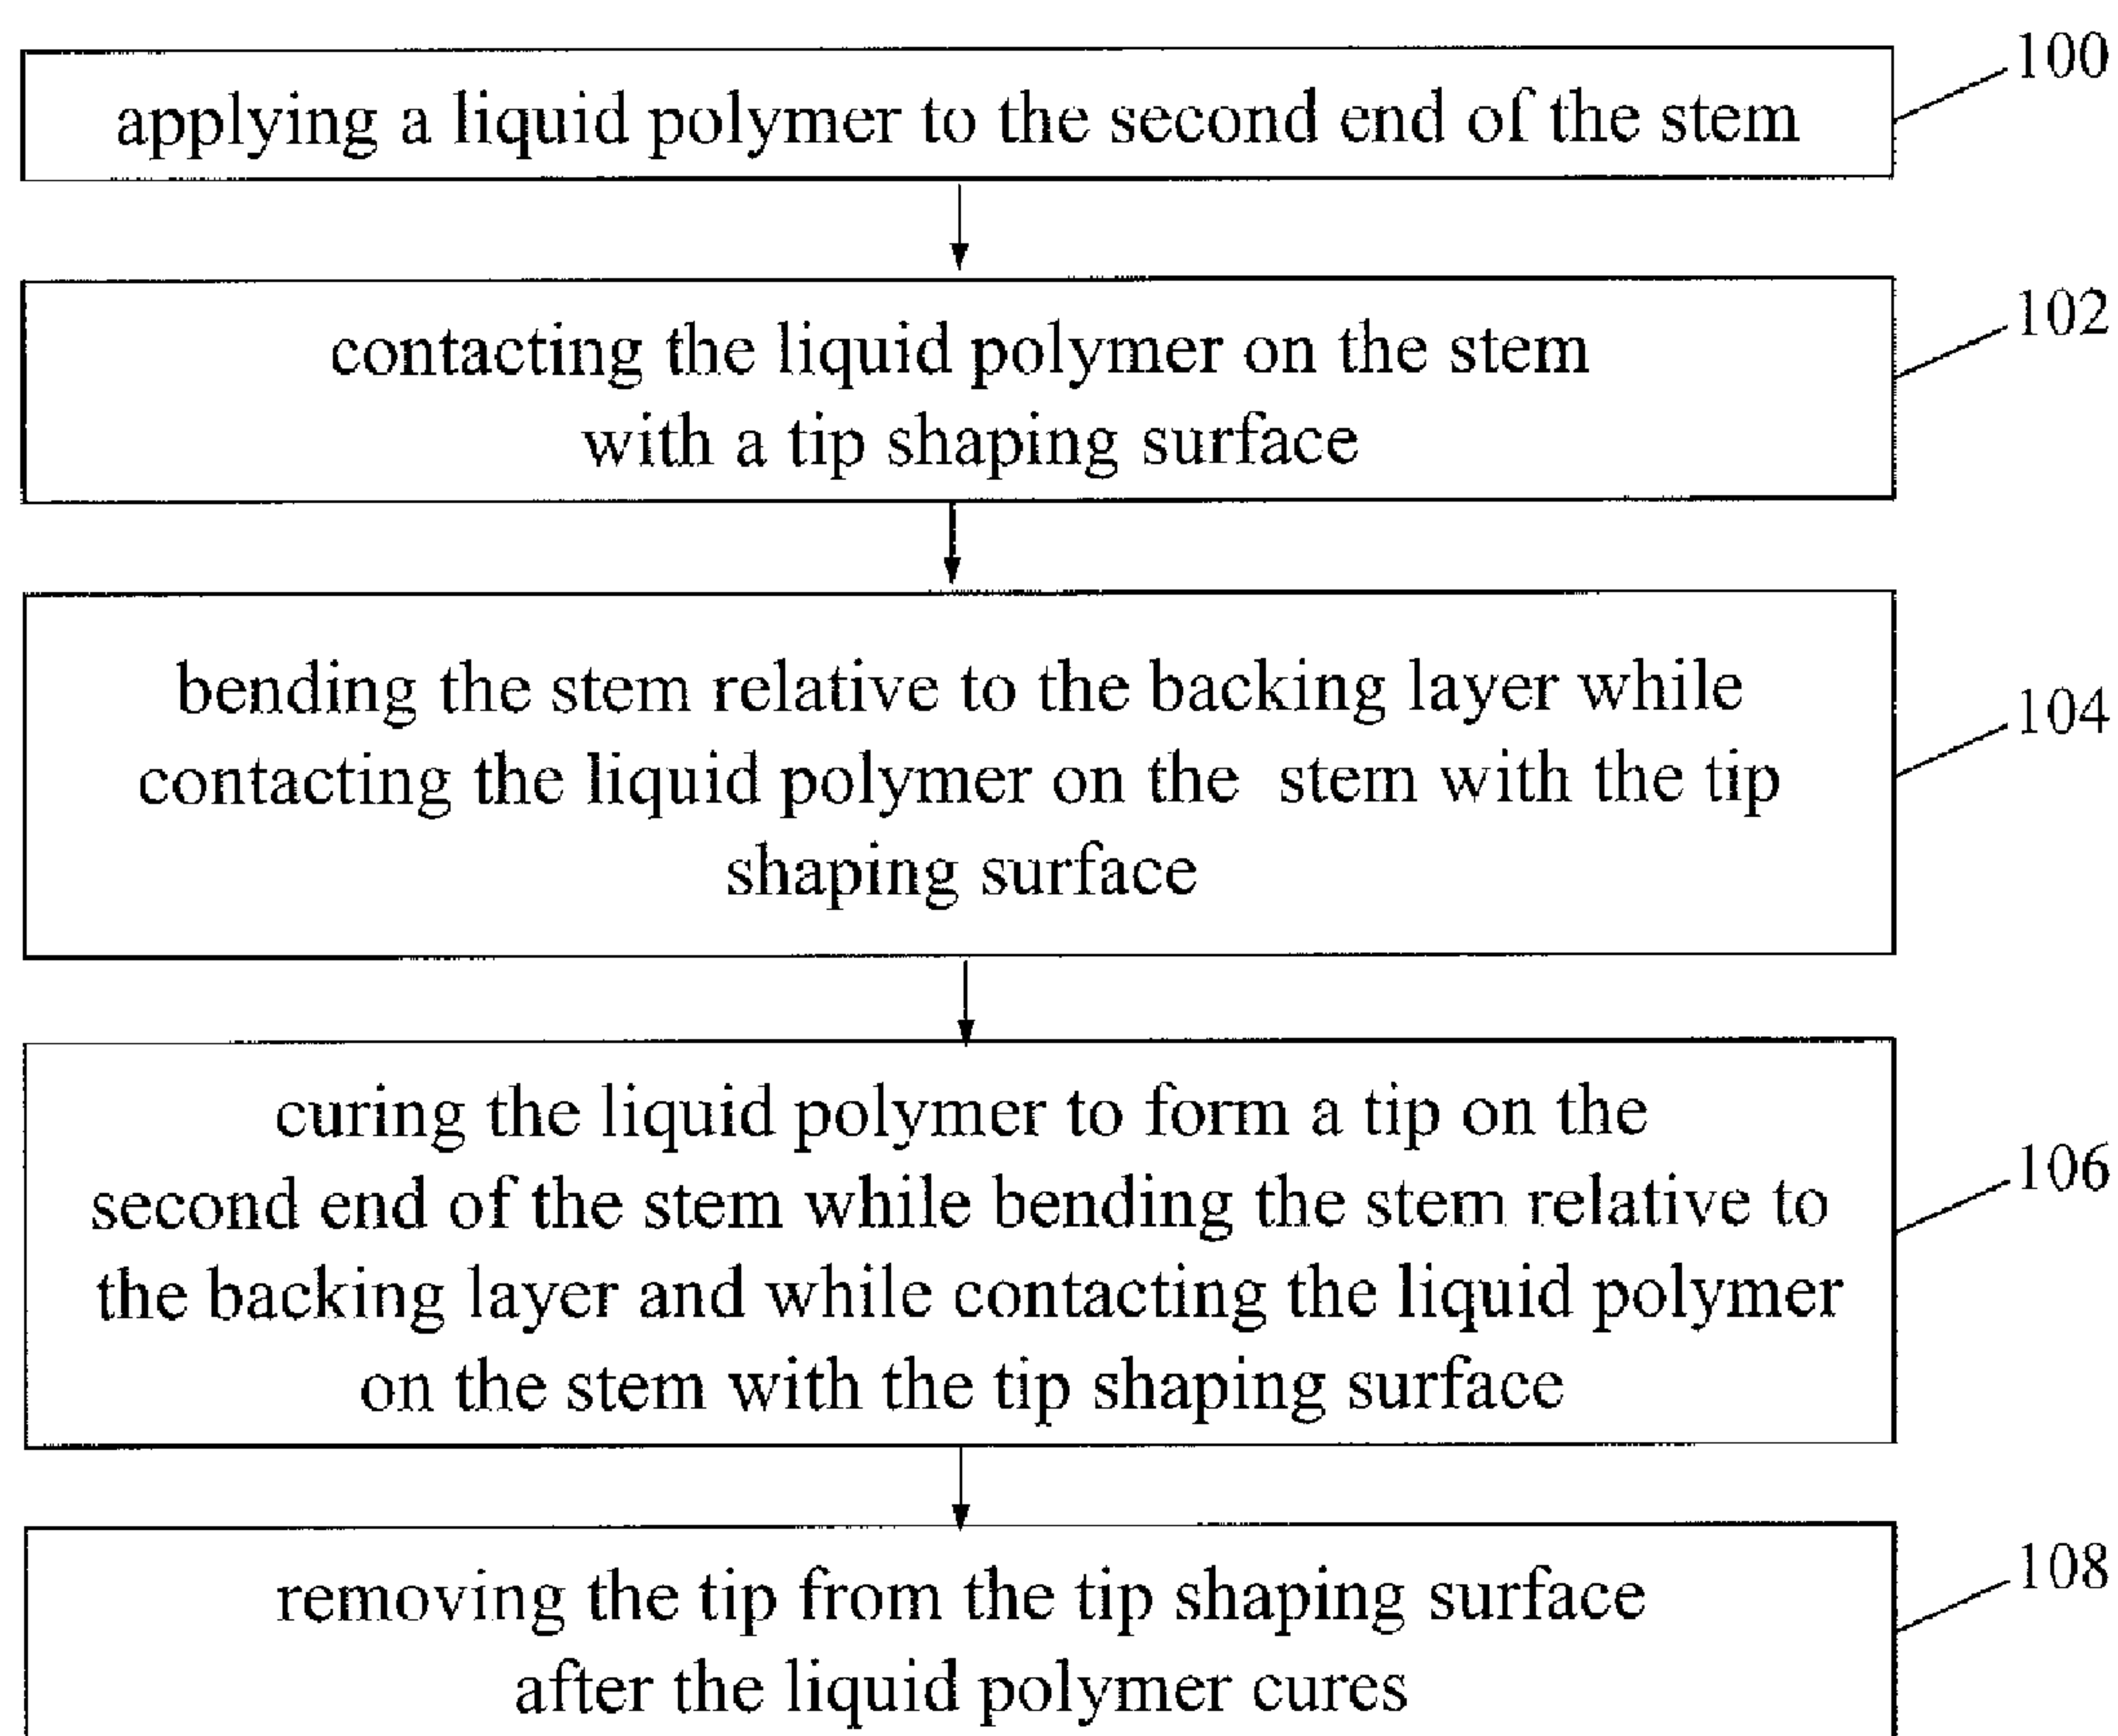 100
applying a liquid polymer to the second end of the stem
102
contacting the liquid polymer on the stem
with a tip shaping surface
104
bending the stem relative to the backing layer while
contacting the liquid polymer on the stem with the tip
shaping surface
106
curing the liquid polymer to form a tip on the
second end of the stem while bending the stem relative to
the backing layer and while contacting the liquid polymer
on the stem with the tip shaping surface
108
removing the tip from the tip shaping surface
after the liquid polymer cures